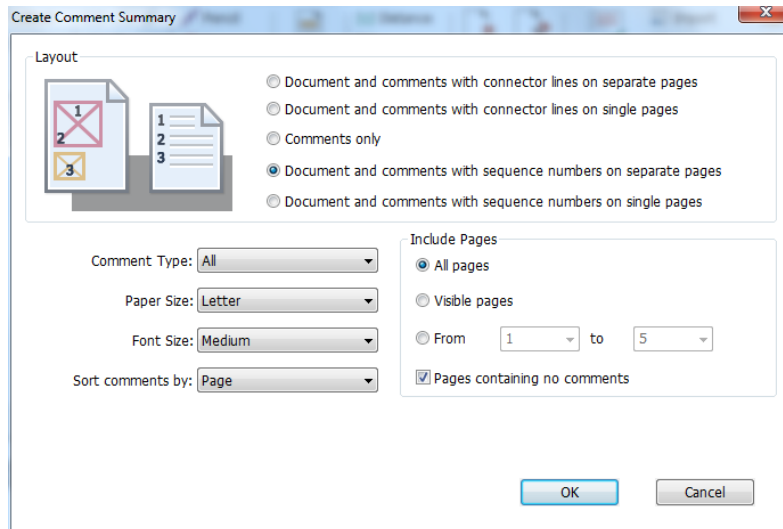 Create Comment Summary
Pencil
Distance
Import
Layout
1
2
3
1
2
3
Document and comments with connector lines on separate pages
Document and comments with connector lines on single pages
Comments only
Document and comments with sequence numbers on separate pages
Document and comments with sequence numbers on single pages
Comment Type: All
Paper Size: Letter
Font Size: Medium
Sort comments by: Page
Include Pages
All pages
Visible pages
From 1 to 5
Pages containing no comments
OK Cancel